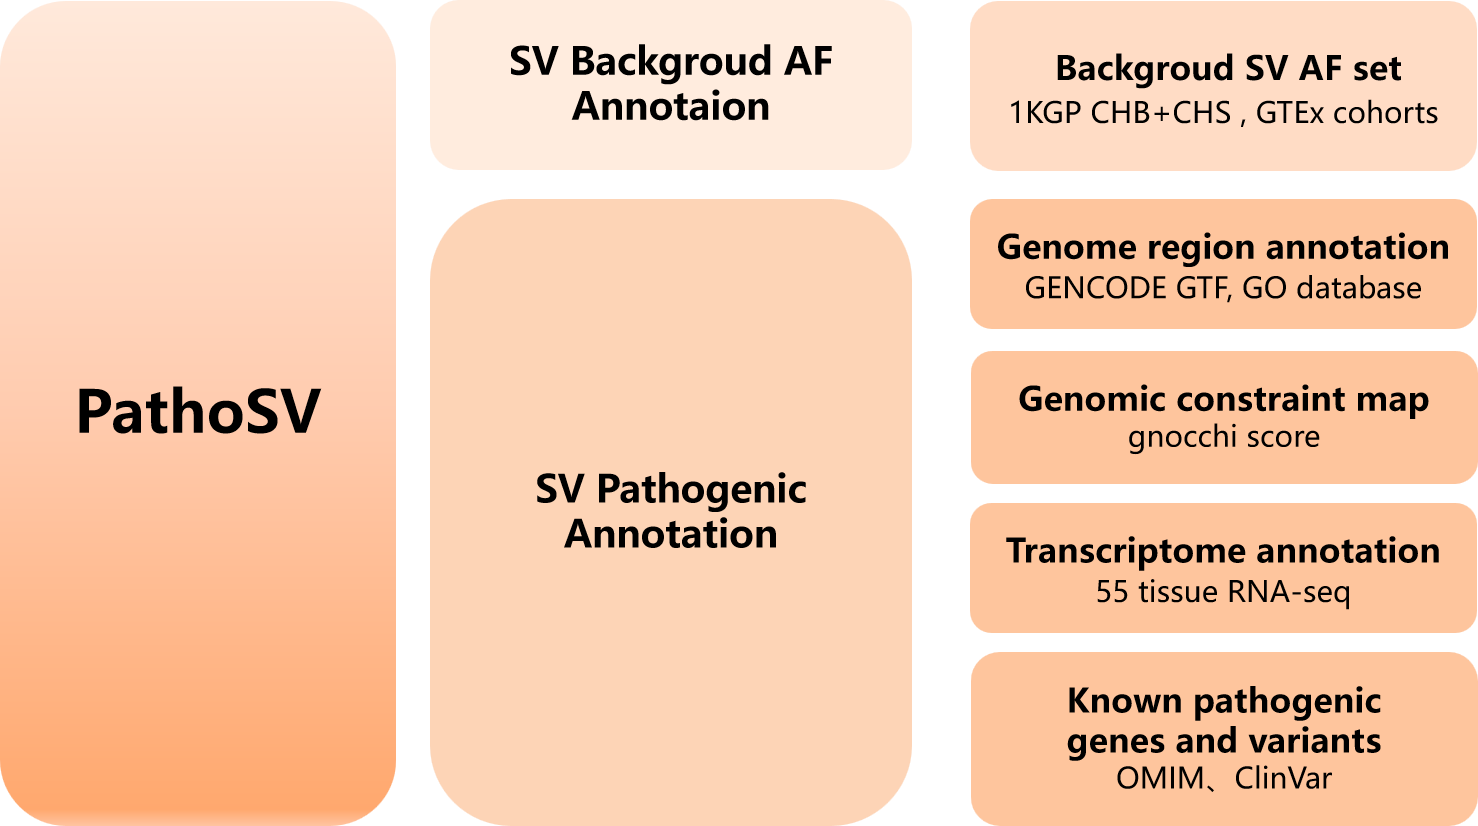 PathoSV
SV Backgroud AF
Annotaion
SV Pathogenic
Annotation
Backgroud SV AF set
1KGP CHB+CHS , GTEx cohorts
Genome region annotation
GENCODE GTF, GO database
Genomic constraint map
gnocchi score
Transcriptome annotation
55 tissue RNA-seq
Known pathogenic
genes and variants
OMIM、ClinVar